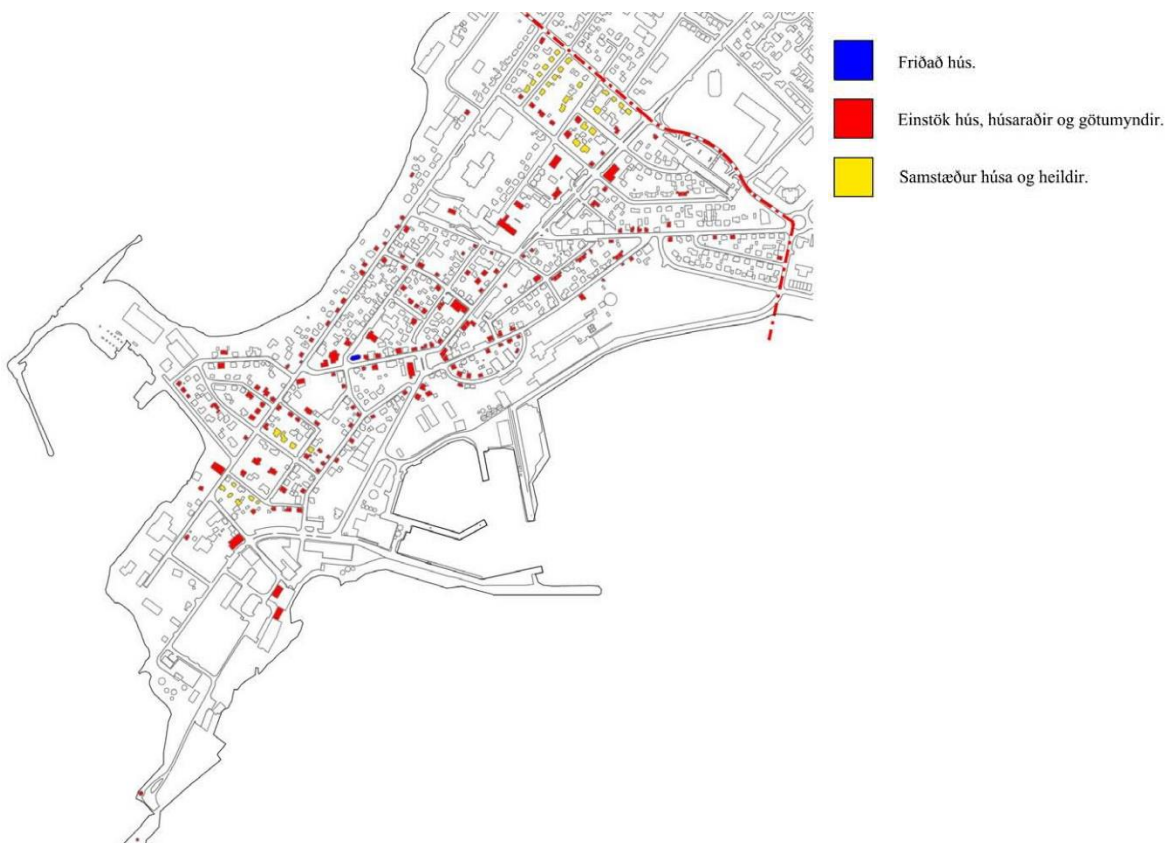 Friðað hús.
Einstök hús, húsaraðir og götumyndir.
Samstæður húsa og heildir.